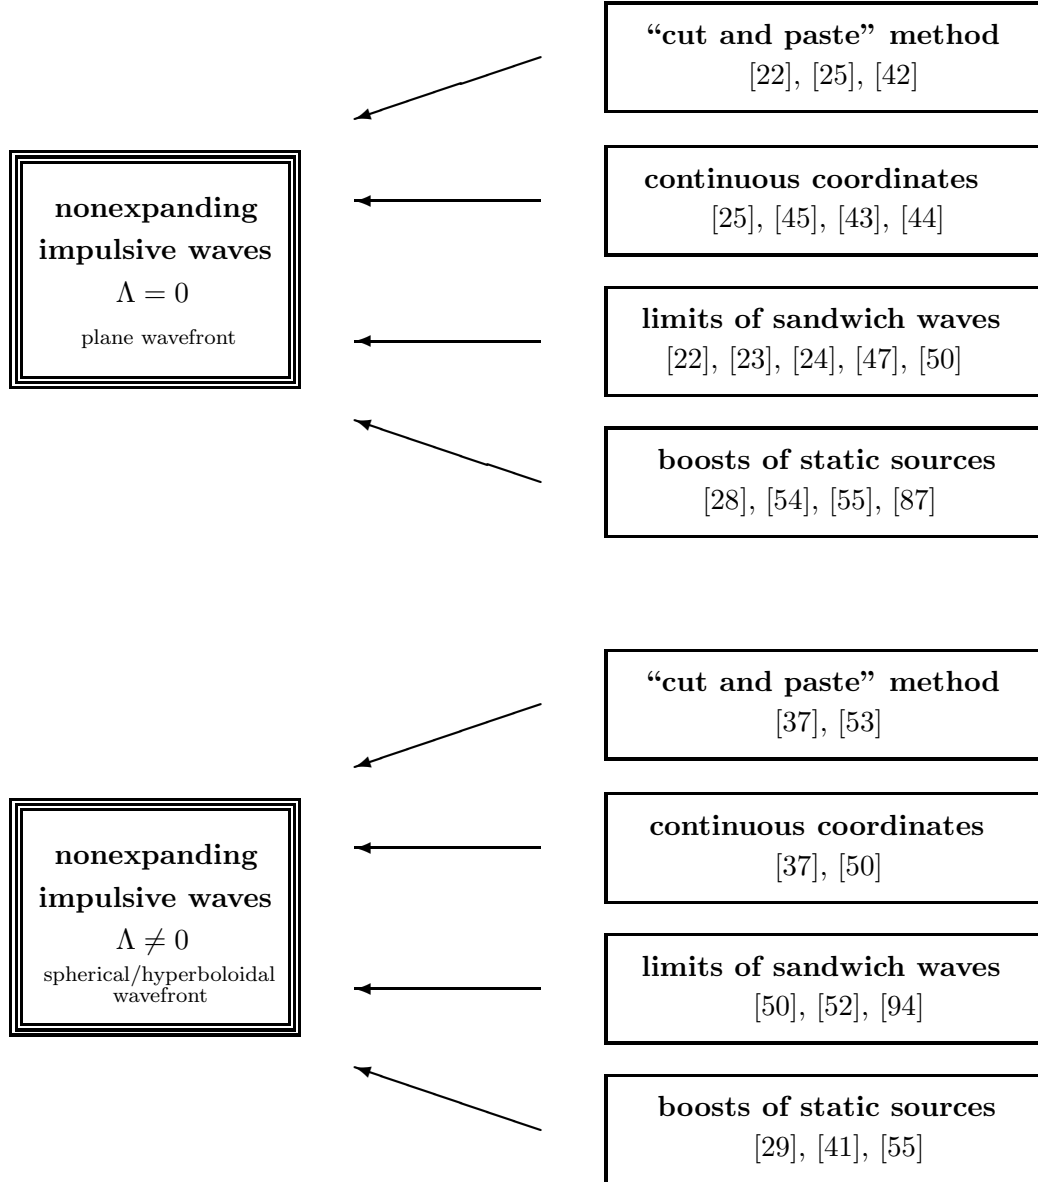 “cut and paste” method
[22], [25], [42]
continuous coordinates
[25], [45], [43], [44]
limits of sandwich waves
[22], [23], [24], [47], [50]
boosts of static sources
[28], [54], [55], [87]
nonexpanding
impulsive waves
Λ = 0
plane wavefront
“cut and paste” method
[37], [53]
continuous coordinates
[37], [50]
limits of sandwich waves
[50], [52], [94]
boosts of static sources
[29], [41], [55]
nonexpanding
impulsive waves
Λ ≠ 0
spherical/hyperboloidal
wavefront